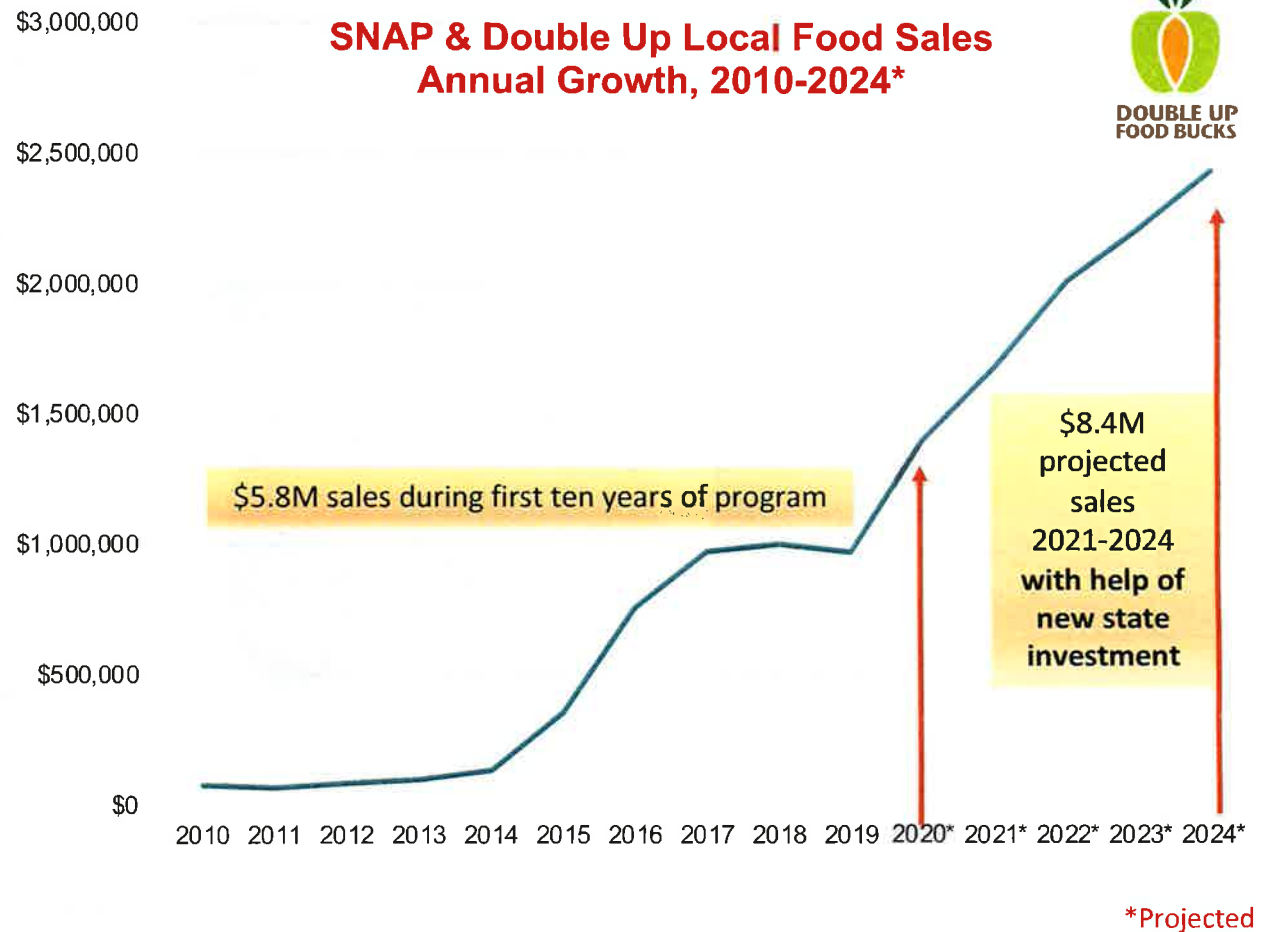 SNAP & Double Up Local Food Sales
Annual Growth, 2010-2024*
DOUBLE UP
FOOD BUCKS
$3,000,000
$2,500,000
$2,000,000
$1,500,000
$1,000,000
$500,000
$0
$5.8M sales during first ten years of program
$8.4M
projected
sales
2021-2024
with help of
new state
investment
2010 2011 2012 2013 2014 2015 2016 2017 2018 2019 2020* 2021* 2022* 2023* 2024*
*Projected